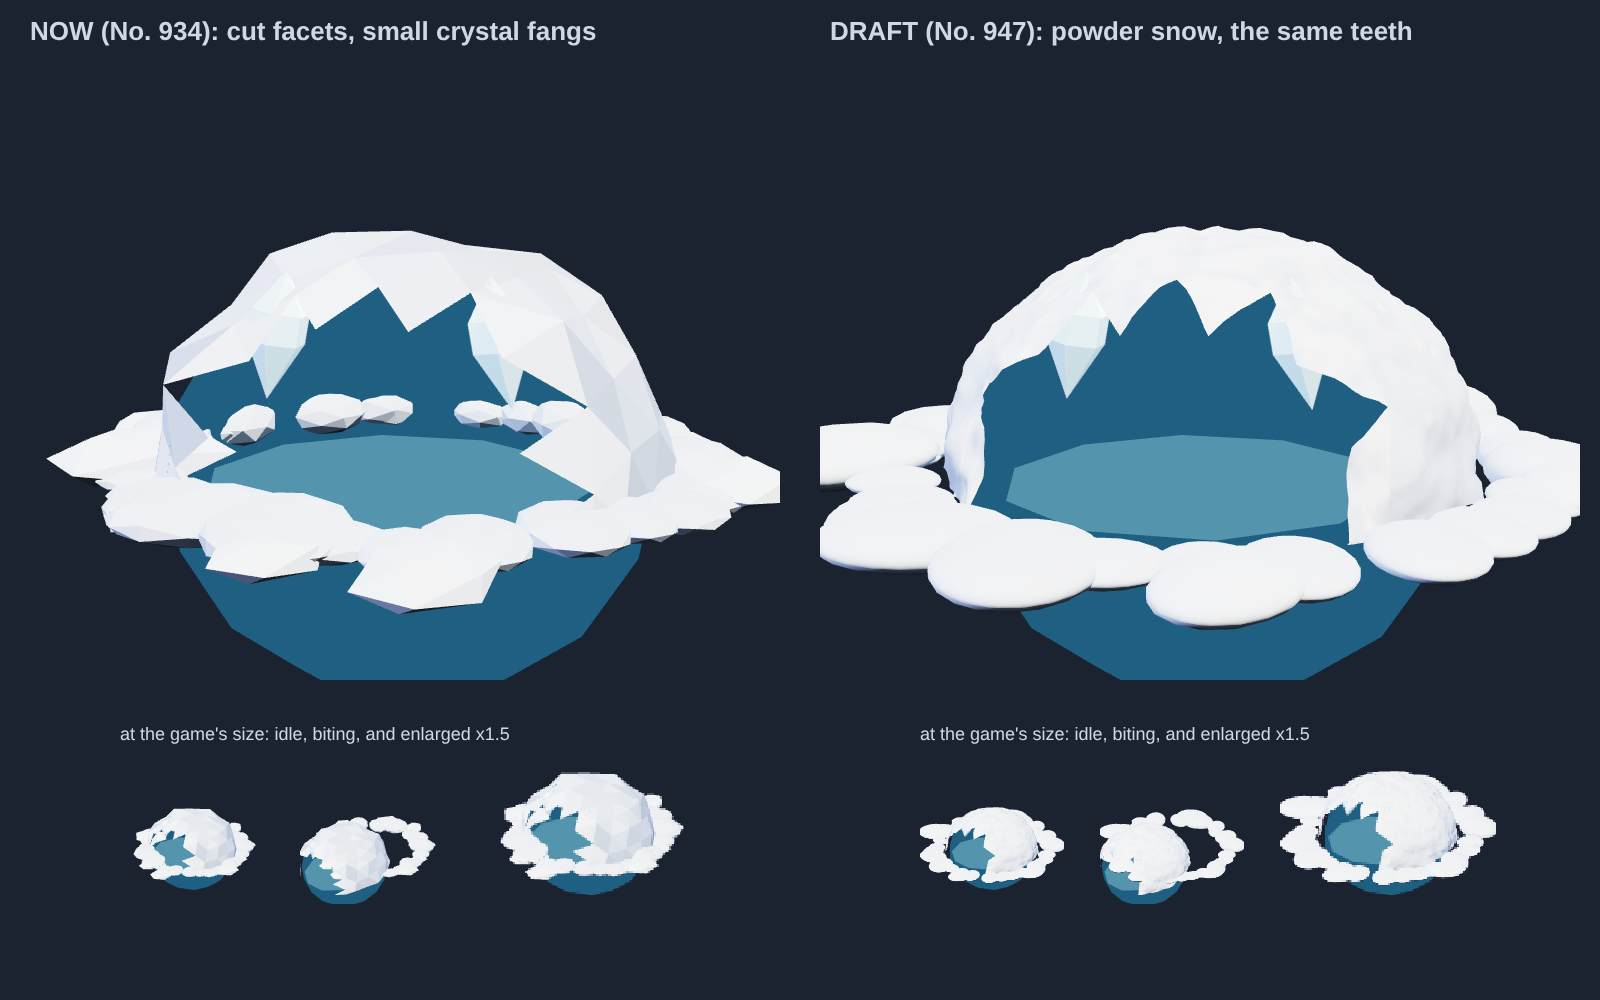 NOW (No. 934): cut facets, small crystal fangs
DRAFT (No. 947): powder snow, the same teeth
at the game's size: idle, biting, and enlarged x1.5
at the game's size: idle, biting, and enlarged x1.5